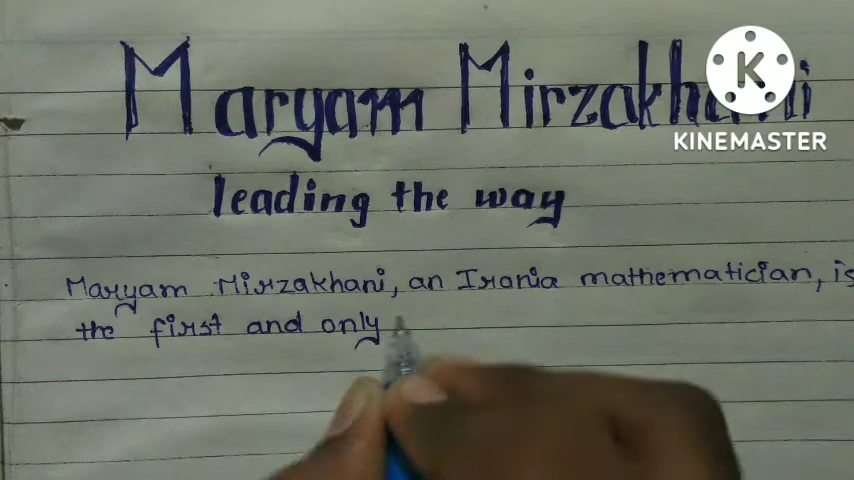 Maryam Mirzakhani
leading the way
Maryam Mirzakhani, an Irania mathematician, is
the first and only
K
KINEMASTER